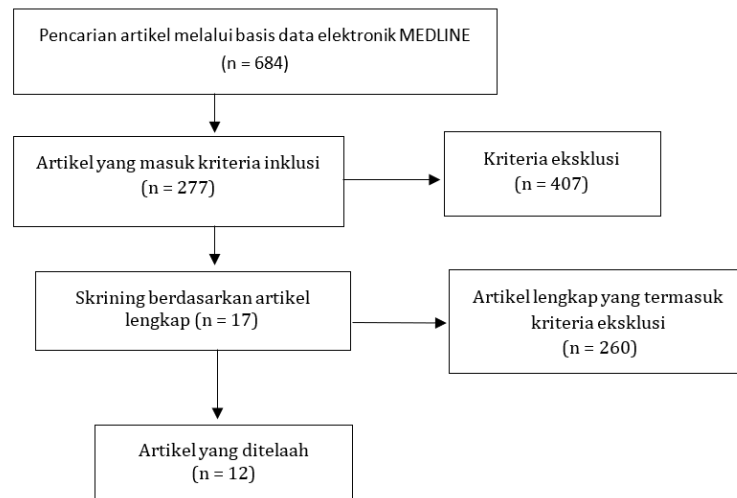 Pencarian artikel melalui basis data elektronik MEDLINE
(n = 684)
Artikel yang masuk kriteria inklusi
(n = 277)
Kriteria eksklusi
(n = 407)
Skrining berdasarkan artikel
lengkap (n = 17)
Artikel lengkap yang termasuk
kriteria eksklusi
(n = 260)
Artikel yang ditelaah
(n = 12)